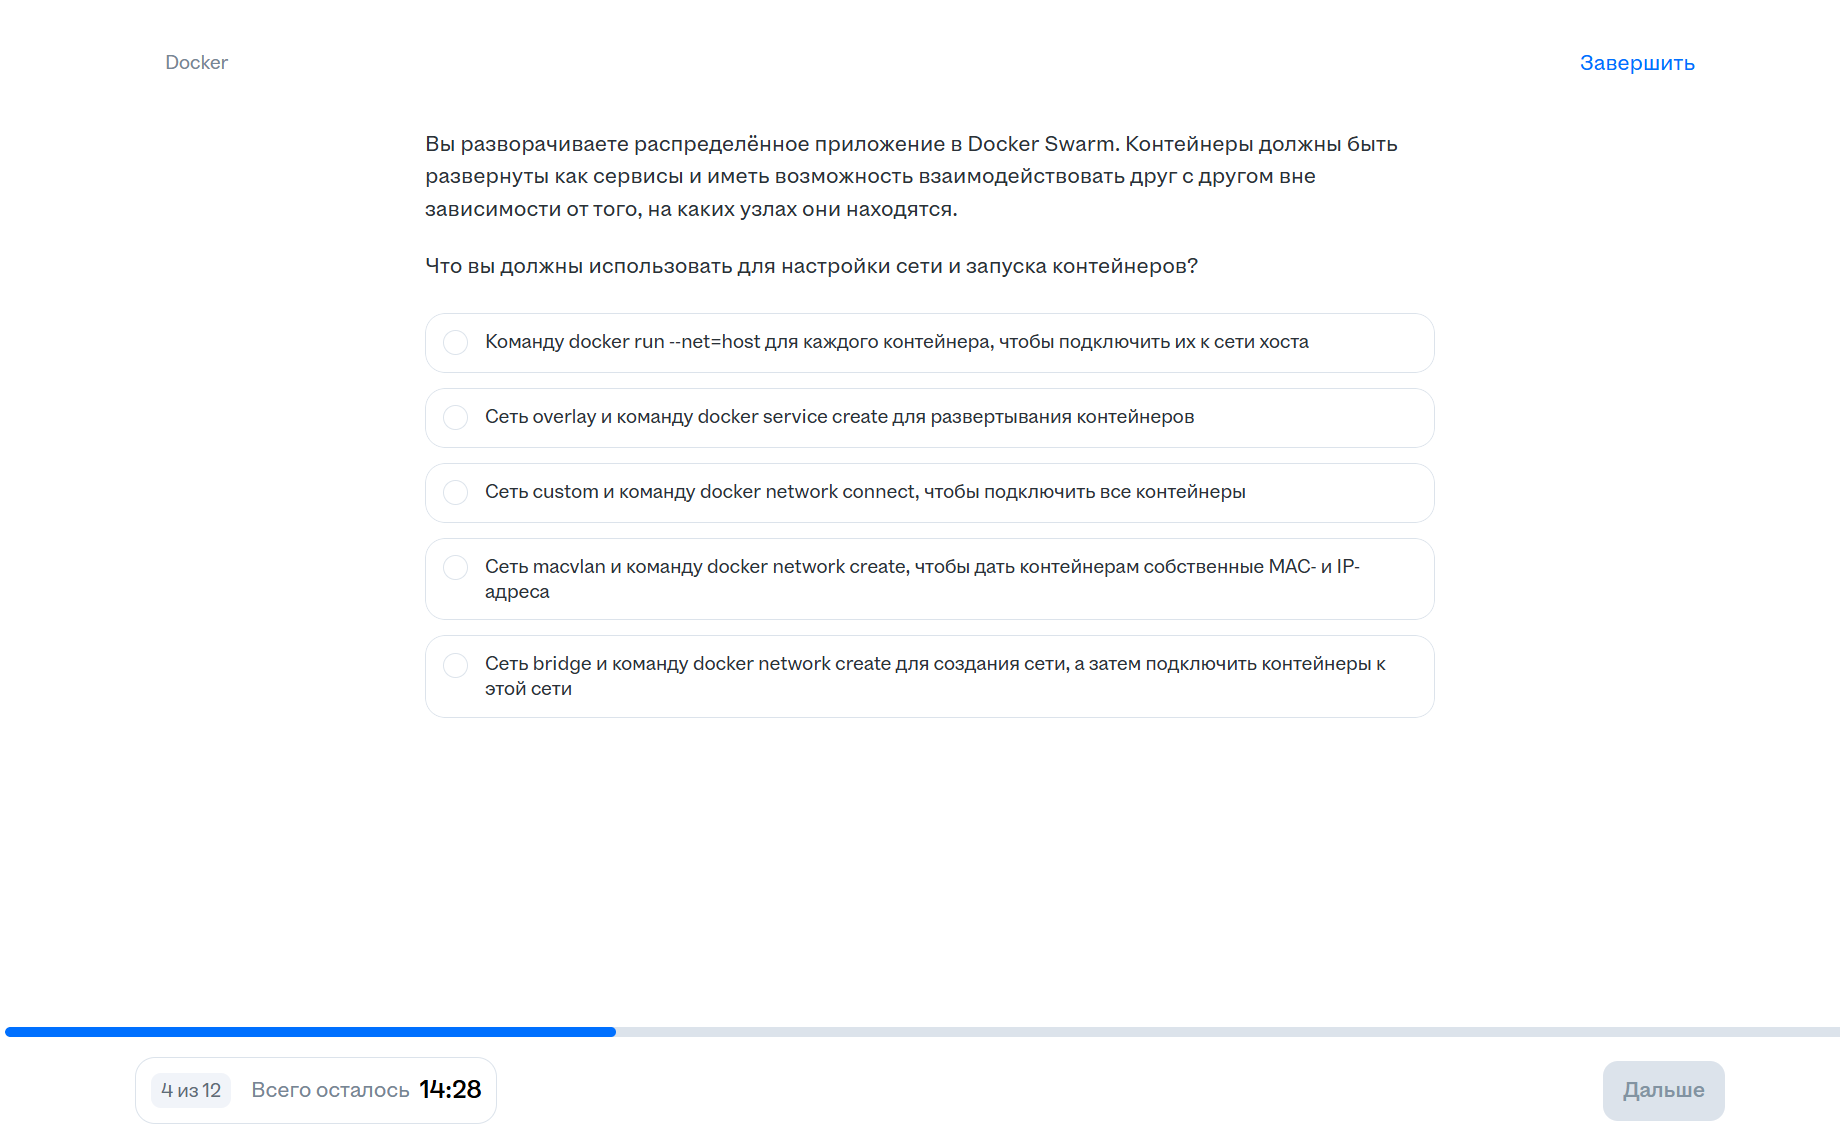 Docker
Завершить
Вы разворачиваете распределённое приложение в Docker Swarm. Контейнеры должны быть
развернуты как сервисы и иметь возможность взаимодействовать друг с другом вне
зависимости от того, на каких узлах они находятся.
Что вы должны использовать для настройки сети и запуска контейнеров?
Команду docker run --net=host для каждого контейнера, чтобы подключить их к сети хоста
Сеть overlay и команду docker service create для развертывания контейнеров
Сеть custom и команду docker network connect, чтобы подключить все контейнеры
Сеть macvlan и команду docker network create, чтобы дать контейнерам собственные MAC- и IP-
адреса
Сеть bridge и команду docker network create для создания сети, а затем подключить контейнеры к
этой сети
4 из 12
Всего осталось 14:28
Дальше